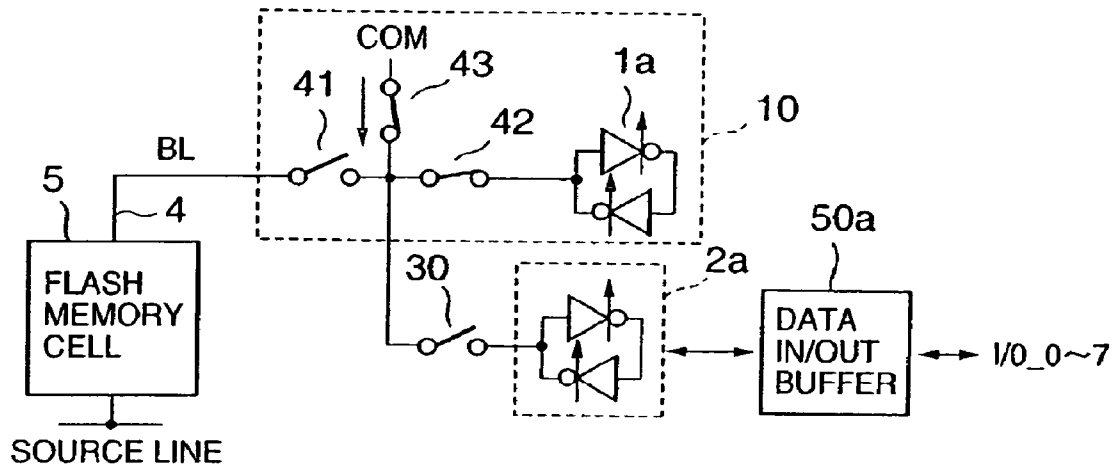 COM
43
1a
41
42
10
BL
5
4
FLASH
MEMORY
CELL
30
2a
50a
DATA
IN/OUT
BUFFER
I/O_0~7
SOURCE LINE